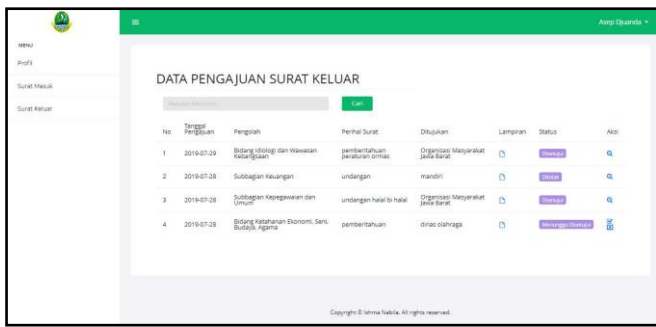 Asep Djuanda
MENU
Profil
Surat Masuk
Surat Keluar
DATA PENGAJUAN SURAT KELUAR
Cari
No Tanggal Pengajuan Pengolah Perihal Surat Ditujukan Lampiran Status Aksi
1 2019-07-29 Bidang Idiologi dan Wawasan Kebangsaan pemberitahuan peraturan ormas Organisasi Masyarakat Jawa Barat Disetujui
2 2019-07-28 Subbagian Keuangan undangan mandiri
3 2019-07-28 Subbagian Kepegawaian dan Umum undangan halal bi halal Organisasi Masyarakat Jawa Barat Disetujui
4 2019-07-28 Bidang Ketahanan Ekonomi, Seni, Budaya, Agama pemberitahuan dinas olahraga Menunggu Disetujui
Copyright © Ishma Nabila. All rights reserved.